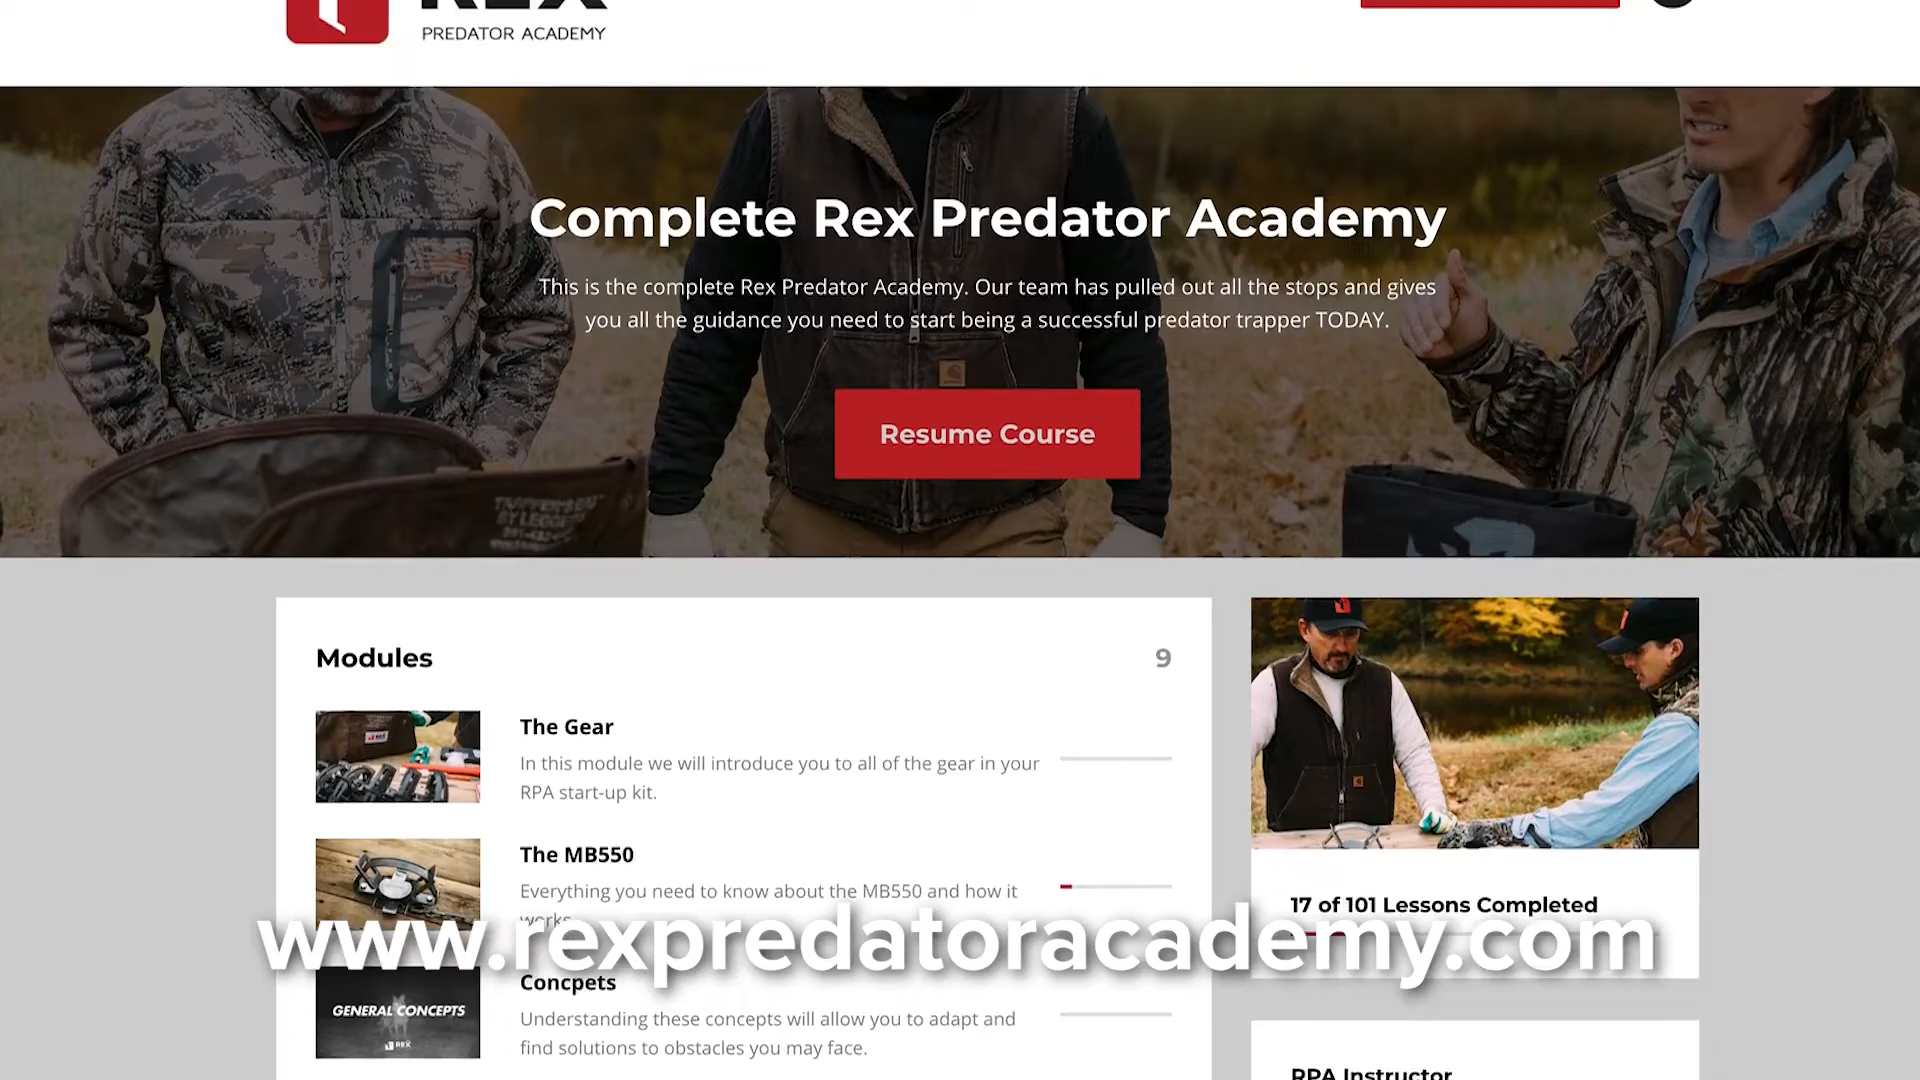 REX
PREDATOR ACADEMY
Complete Rex Predator Academy
This is the complete Rex Predator Academy. Our team has pulled out all the stops and gives
you all the guidance you need to start being a successful predator trapper TODAY.
Resume Course
Modules
9
The Gear
In this module we will introduce you to all of the gear in your
RPA start-up kit.
The MB550
Everything you need to know about the MB550 and how it
works.
17 of 101 Lessons Completed
www.rexpredatoracademy.com
Concpets
GENERAL CONCEPTS
REX
Understanding these concepts will allow you to adapt and
find solutions to obstacles you may face.
RPA Instructor